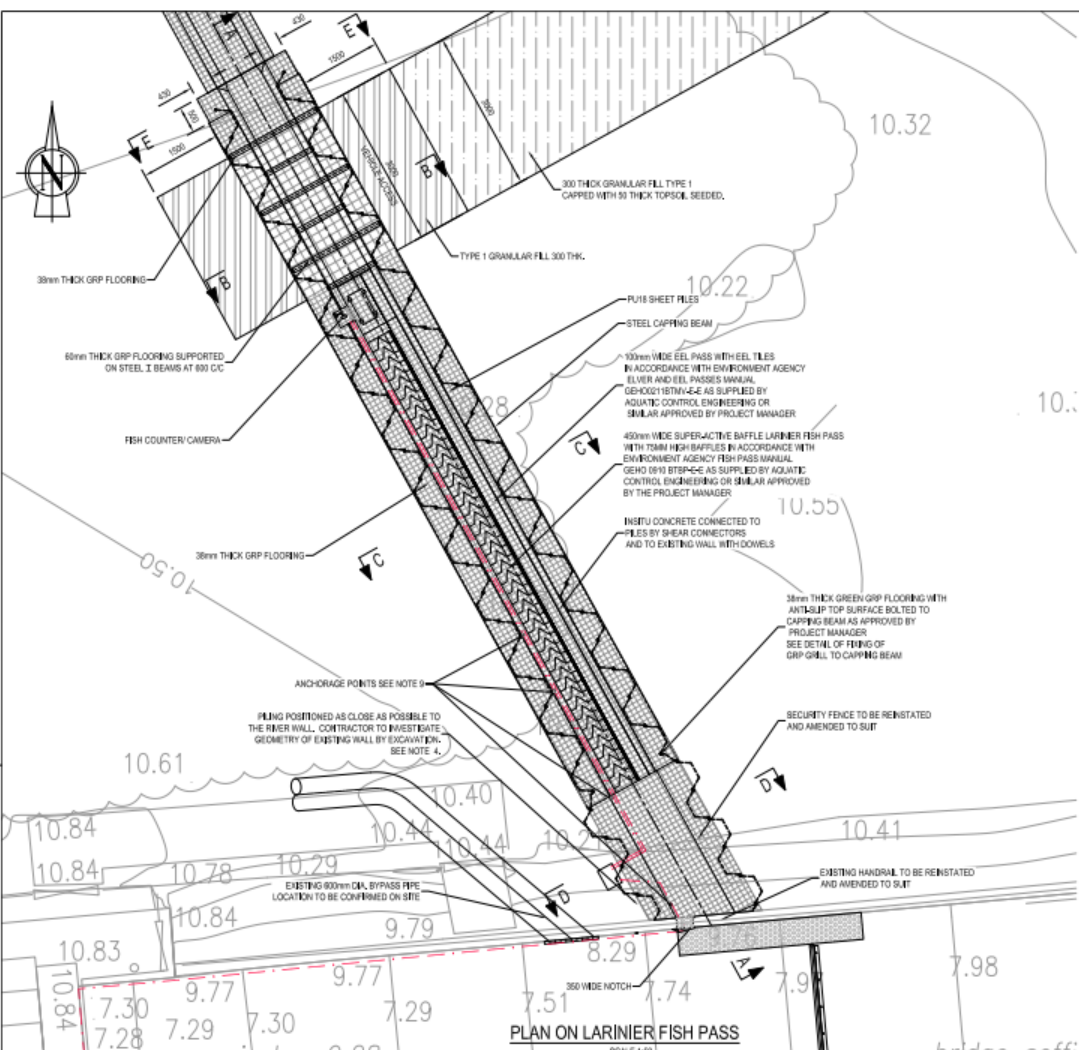 430
A
E
1500
430
500
E
1500
3000
VEHICLE ACCESS
B
10.32
N
300 THICK GRANULAR FILL TYPE 1
CAPPED WITH 50 THICK TOPSOIL SEEDED.
TYPE 1 GRANULAR FILL 300 THK.
38mm THICK GRP FLOORING
B
10.22
PU18 SHEET PILES
STEEL CAPPING BEAM
60mm THICK GRP FLOORING SUPPORTED
ON STEEL I BEAMS AT 600 C/C
100mm WIDE EEL PASS WITH EEL TILES
IN ACCORDANCE WITH ENVIRONMENT AGENCY
ELVER AND EEL PASSES MANUAL
GEHO0211BTMV-E-E AS SUPPLIED BY
AQUATIC CONTROL ENGINEERING OR
SIMILAR APPROVED BY PROJECT MANAGER
28
FISH COUNTER/ CAMERA
C
450mm WIDE SUPER-ACTIVE BAFFLE LARINIER FISH PASS
WITH 75MM HIGH BAFFLES IN ACCORDANCE WITH
ENVIRONMENT AGENCY FISH PASS MANUAL
GEHO 0910 BTBP-E-E AS SUPPLIED BY AQUATIC
CONTROL ENGINEERING OR SIMILAR APPROVED
BY THE PROJECT MANAGER
10.55
INSITU CONCRETE CONNECTED TO
PILES BY SHEAR CONNECTORS
AND TO EXISTING WALL WITH DOWELS
38mm THICK GRP FLOORING
C
10.50
38mm THICK GREEN GRP FLOORING WITH
ANTI-SLIP TOP SURFACE BOLTED TO
CAPPING BEAM AS APPROVED BY
PROJECT MANAGER
SEE DETAIL OF FIXING OF
GRP GRILL TO CAPPING BEAM
ANCHORAGE POINTS SEE NOTE 9
PILING POSITIONED AS CLOSE AS POSSIBLE TO
THE RIVER WALL. CONTRACTOR TO INVESTIGATE
GEOMETRY OF EXISTING WALL BY EXCAVATION.
SEE NOTE 4.
SECURITY FENCE TO BE REINSTATED
AND AMENDED TO SUIT
10.61
D
10.40
10.84
10.44
10.44
10.41
10.84
10.78
10.29
EXISTING 600mm DIA. BYPASS PIPE
LOCATION TO BE CONFIRMED ON SITE
D
EXISTING HANDRAIL TO BE REINSTATED
AND AMENDED TO SUIT
10.84
9.79
10.83
8.29
9.76
A
10.84
9.77
9.77
7.98
7.30
7.51
350 WIDE NOTCH
7.74
7.28
7.29
7.30
7.29
PLAN ON LARINIER FISH PASS